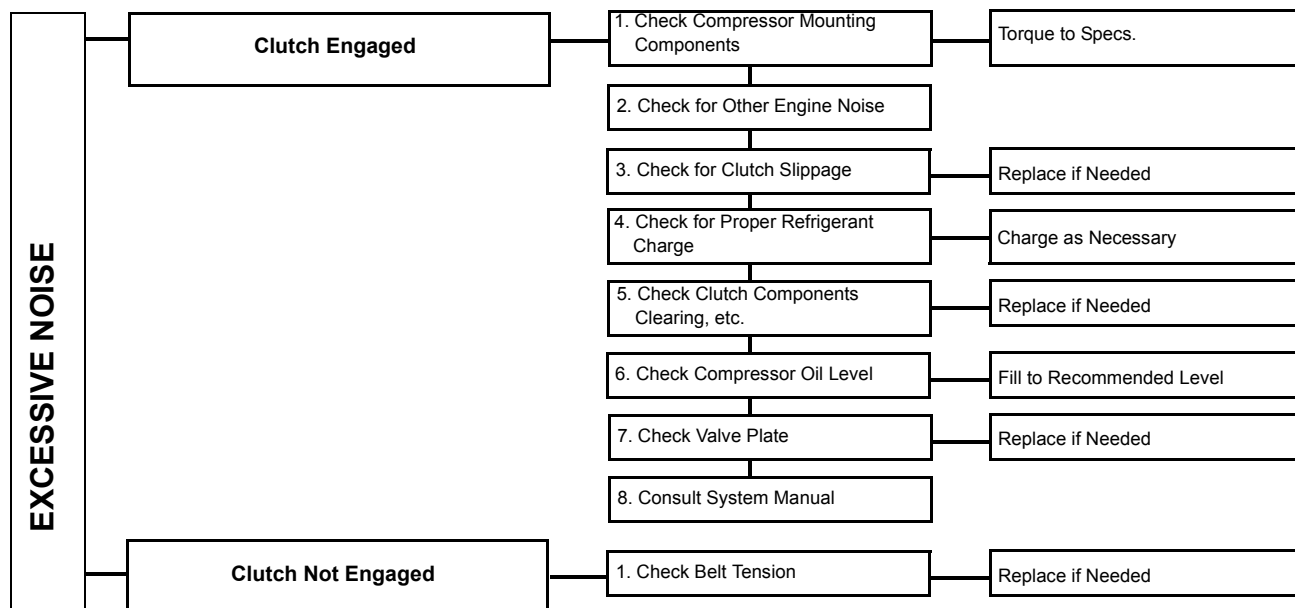 EXCESSIVE NOISE
Clutch Engaged
1. Check Compressor Mounting
Components
Torque to Specs.
2. Check for Other Engine Noise
3. Check for Clutch Slippage
Replace if Needed
4. Check for Proper Refrigerant
Charge
Charge as Necessary
5. Check Clutch Components
Clearing, etc.
Replace if Needed
6. Check Compressor Oil Level
Fill to Recommended Level
7. Check Valve Plate
Replace if Needed
8. Consult System Manual
Clutch Not Engaged
1. Check Belt Tension
Replace if Needed